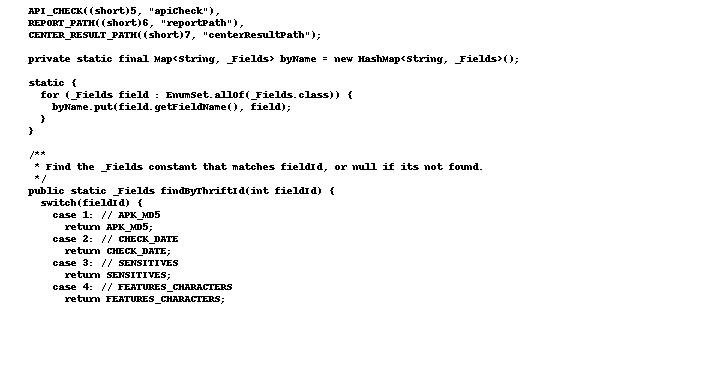 API_CHECK((short)5, "apiCheck"),
REPORT_PATH((short)6, "reportPath"),
CENTER_RESULT_PATH((short)7, "centerResultPath");

private static final Map<String, _Fields> byName = new HashMap<String, _Fields>();

static {
  for (_Fields field : EnumSet.allOf(_Fields.class)) {
    byName.put(field.getFieldName(), field);
  }
}

/**
 * Find the _Fields constant that matches fieldId, or null if its not found.
 */
public static _Fields findByThriftId(int fieldId) {
  switch(fieldId) {
    case 1: // APK_MD5
      return APK_MD5;
    case 2: // CHECK_DATE
      return CHECK_DATE;
    case 3: // SENSITIVES
      return SENSITIVES;
    case 4: // FEATURES_CHARACTERS
      return FEATURES_CHARACTERS;